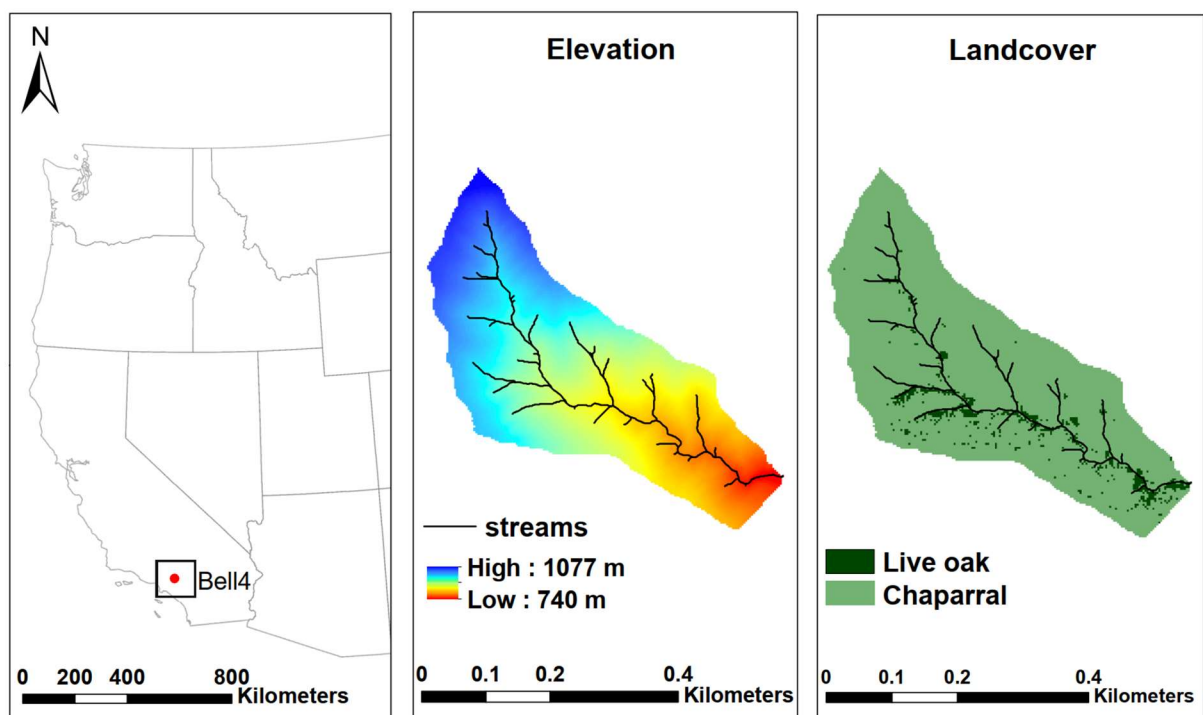 N
Bell4
0 200 400 800
Kilometers
Elevation
streams
High : 1077 m
Low : 740 m
0 0.1 0.2 0.4
Kilometers
Landcover
Live oak
Chaparral
0 0.1 0.2 0.4
Kilometers